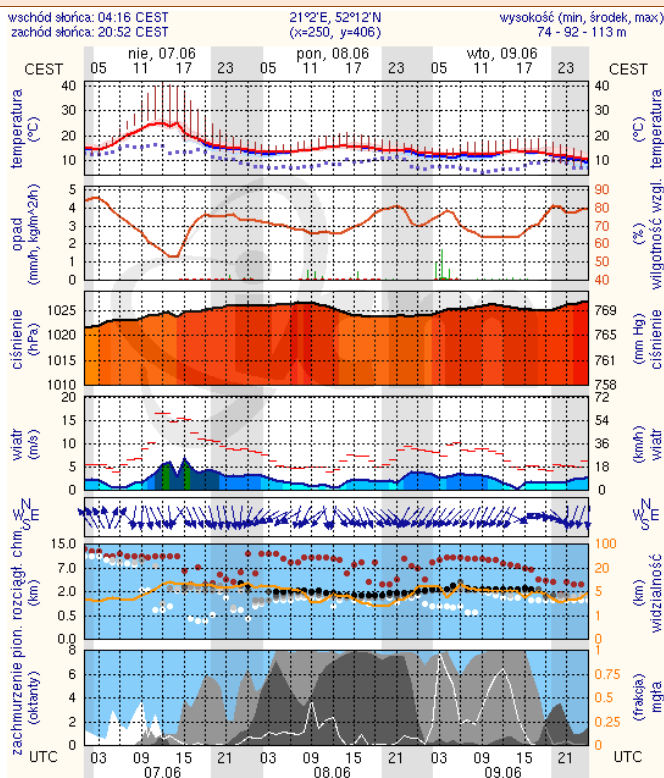 wschód słońca: 04:16 CEST 21°2'E, 52°12'N wysokość (min, środek, max)
zachód słońca: 20:52 CEST (x=250, y=406) 74 - 92 - 113 m
nie, 07.06 pon, 08.06 wto, 09.06
CEST 05 11 17 23 05 11 17 23 05 11 17 23 CEST
temperatura (°C) 40 30 20 10 40 30 20 10 temperatura (°C)
opad (mm/h, kg/m^2/h) 5 4 3 2 1 0 90 80 70 60 50 40 (%) wilgotność wzgl.
ciśnienie (hPa) 1025 1020 1015 1010 769 765 761 758 (mm Hg) ciśnienie
icm
wiatr (m/s) 20 15 10 5 0 72 54 36 18 0 (km/h) wiatr
N W E S N W E S
pion. rozciągł. chm. (km) 15.0 7.0 2.0 0.5 0.0 100 20 5 1 0 (km) widzialność
zachmurzenie (oktanty) 8 6 4 2 0 1 0.75 0.5 0.25 0 (frakcja) mgła
UTC 03 09 15 21 03 09 15 21 03 09 15 21 UTC
07.06 08.06 09.06